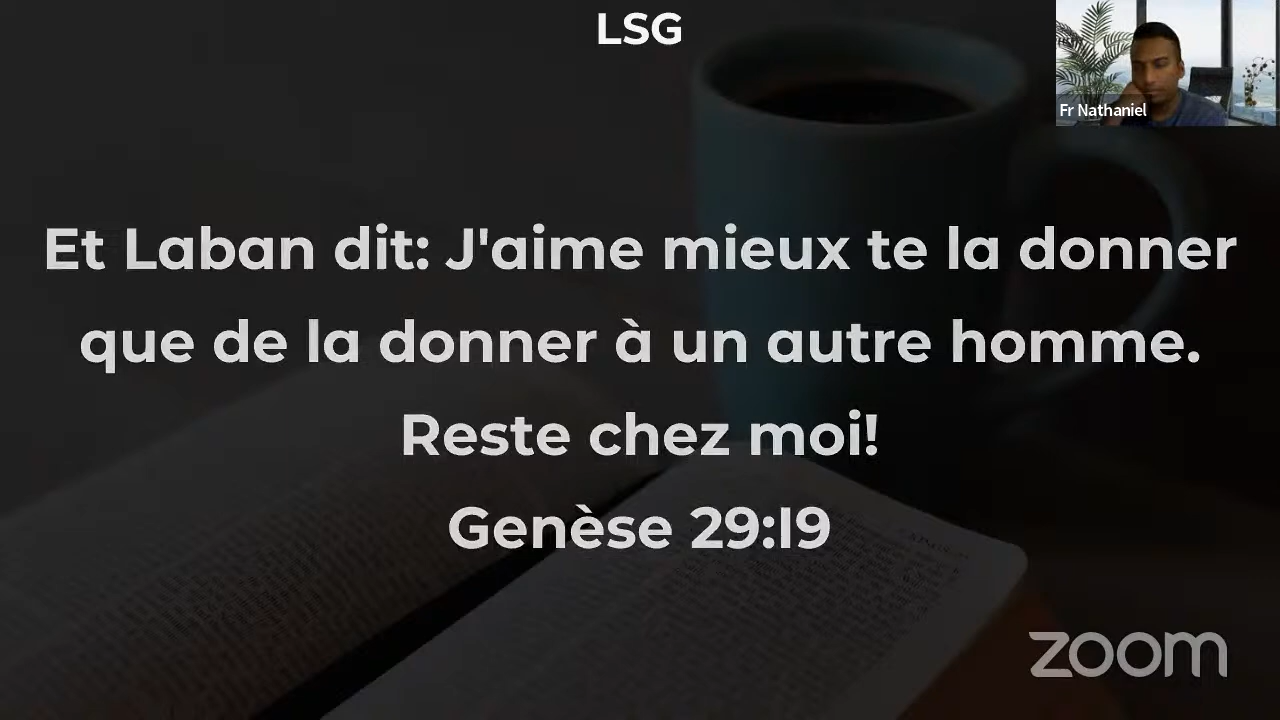 LSG
Fr Nathaniel
Et Laban dit: J'aime mieux te la donner
que de la donner à un autre homme.
Reste chez moi!
Genèse 29:19
zoom